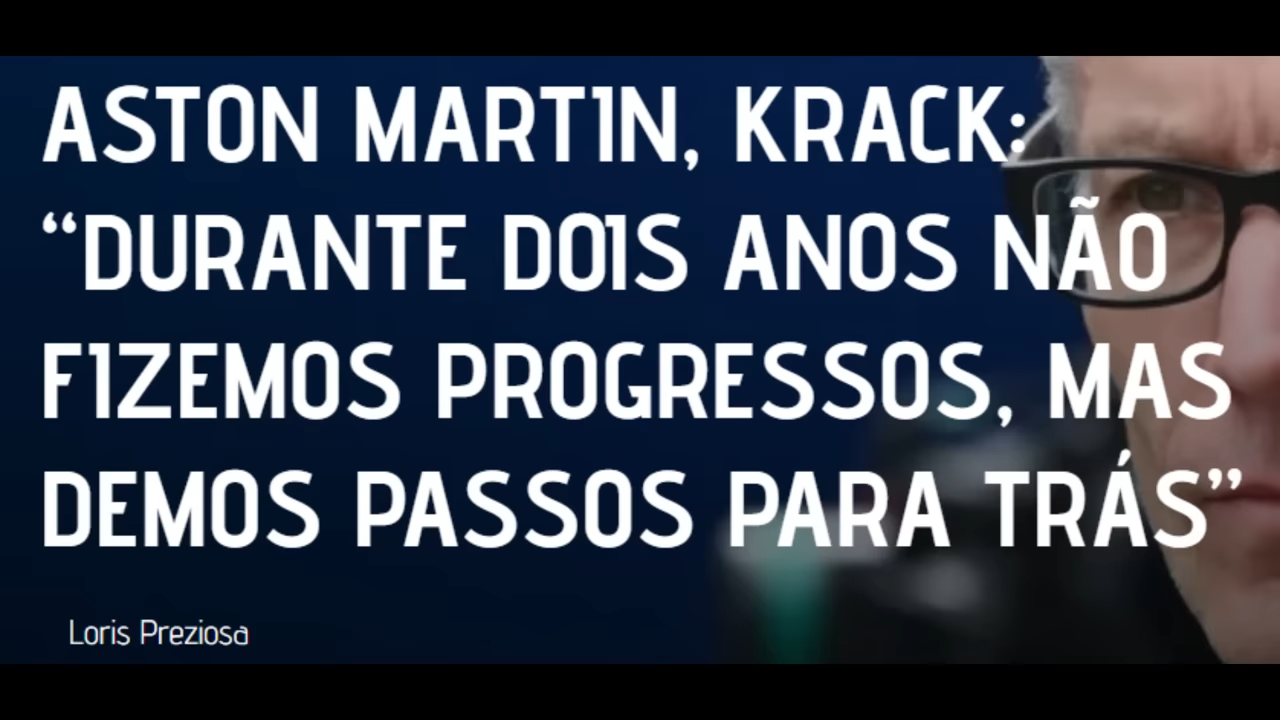 ASTON MARTIN, KRACK:
“DURANTE DOIS ANOS NÃO
FIZEMOS PROGRESSOS, MAS
DEMOS PASSOS PARA TRÁS”
Loris Preziosa